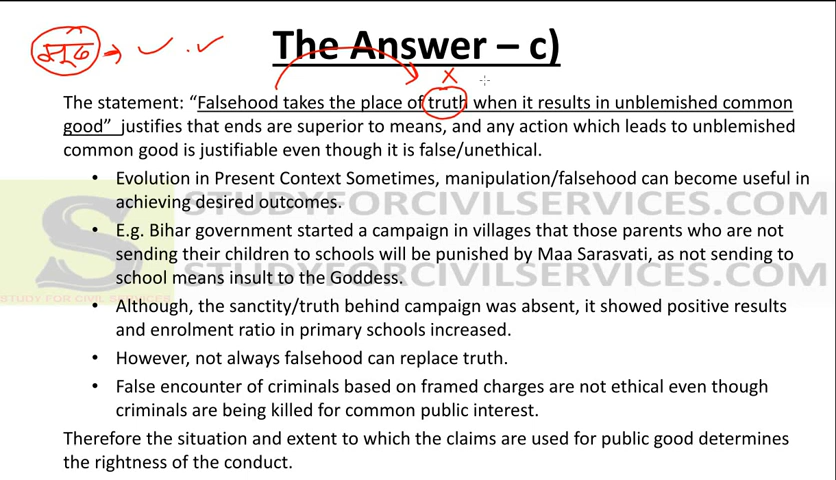 झूठ
The Answer – c)
The statement: “Falsehood takes the place of truth when it results in unblemished common
good” justifies that ends are superior to means, and any action which leads to unblemished
common good is justifiable even though it is false/unethical.
• Evolution in Present Context Sometimes, manipulation/falsehood can become useful in
achieving desired outcomes.
STUDYFORCIVILSERVICES.COM
• E.g. Bihar government started a campaign in villages that those parents who are not
sending their children to schools will be punished by Maa Sarasvati, as not sending to
school means insult to the Goddess.
STUDYFORCIVILSERVICES.COM
STUDY FOR CIVIL SERVICES
• Although, the sanctity/truth behind campaign was absent, it showed positive results
and enrolment ratio in primary schools increased.
• However, not always falsehood can replace truth.
• False encounter of criminals based on framed charges are not ethical even though
criminals are being killed for common public interest.
Therefore the situation and extent to which the claims are used for public good determines
the rightness of the conduct.